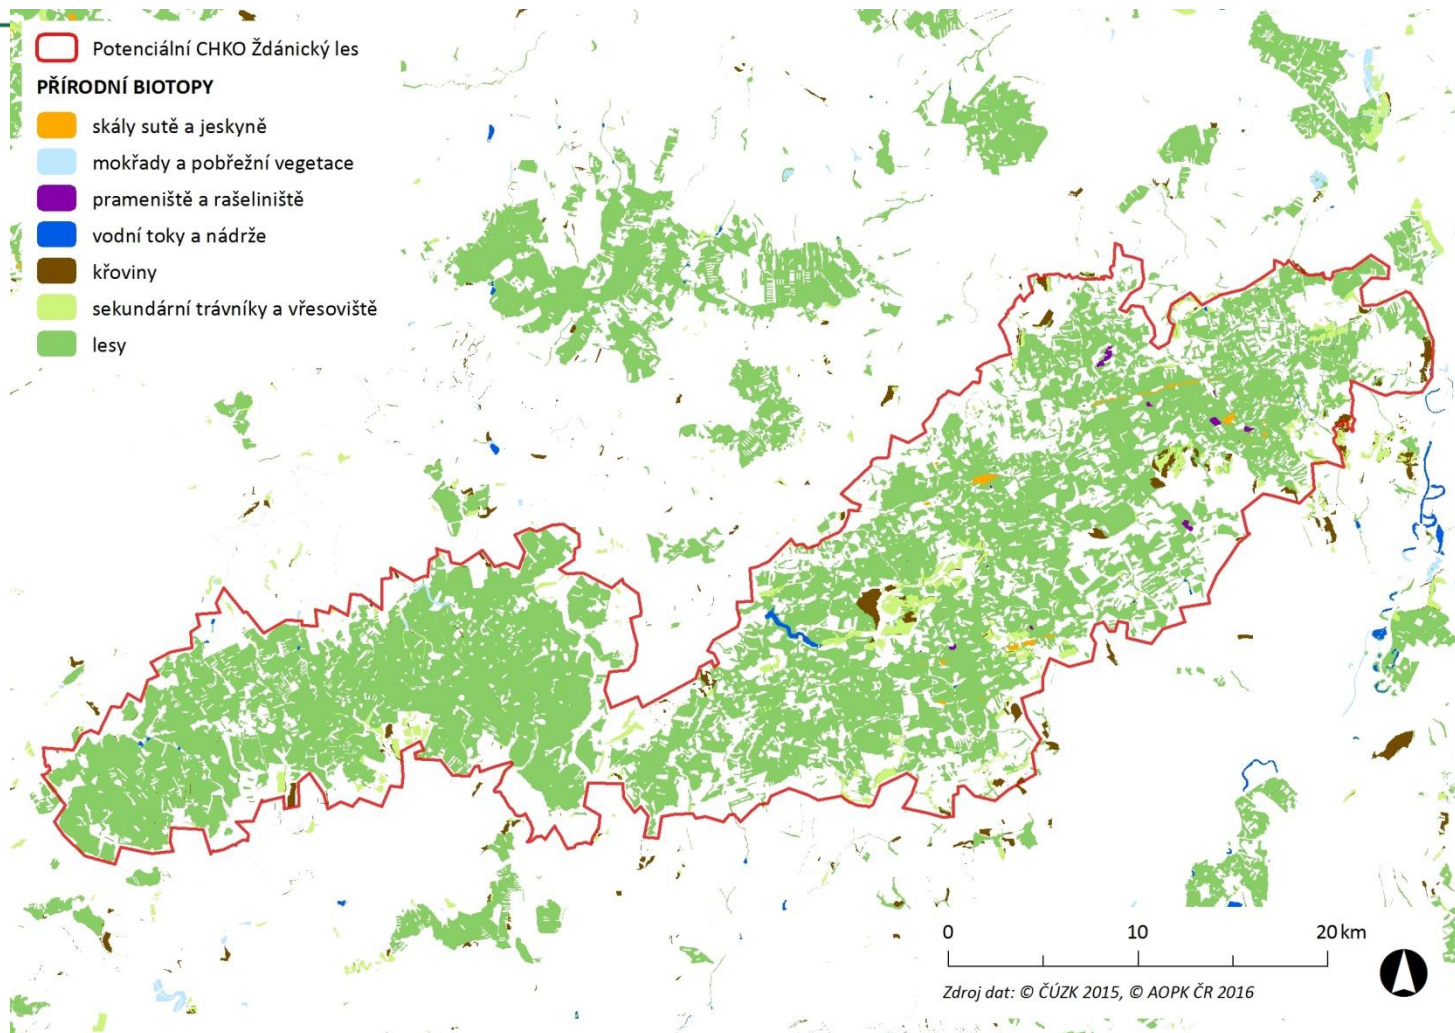 Potenciální CHKO Ždánický les
PŘÍRODNÍ BIOTOPY
skály sutě a jeskyně
mokřady a pobřežní vegetace
prameniště a rašeliniště
vodní toky a nádrže
křoviny
sekundární trávníky a vřesoviště
lesy
0 10 20 km
Zdroj dat: © ČÚZK 2015, © AOPK ČR 2016